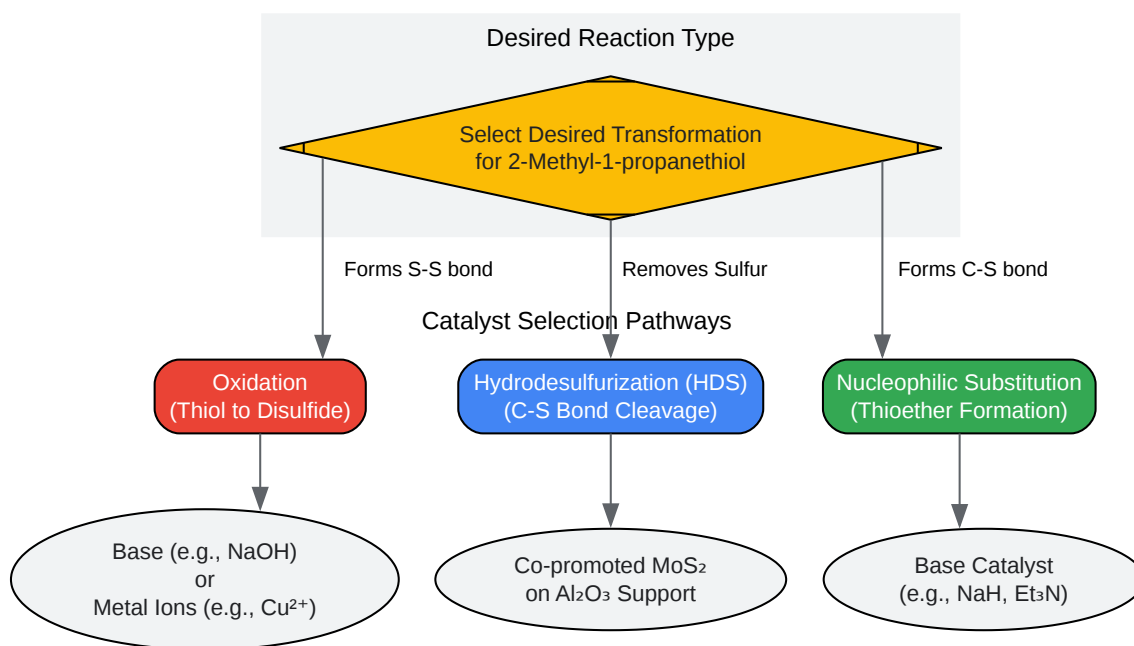 Desired Reaction Type
Select Desired Transformation
for 2-Methyl-1-propanethiol
Forms S-S bond
Removes Sulfur
Forms C-S bond
Catalyst Selection Pathways
Oxidation
(Thiol to Disulfide)
Hydrodesulfurization (HDS)
(C-S Bond Cleavage)
Nucleophilic Substitution
(Thioether Formation)
Base (e.g., NaOH)
or
Metal Ions (e.g., Cu²⁺)
Co-promoted MoS₂
on Al₂O₃ Support
Base Catalyst
(e.g., NaH, Et₃N)